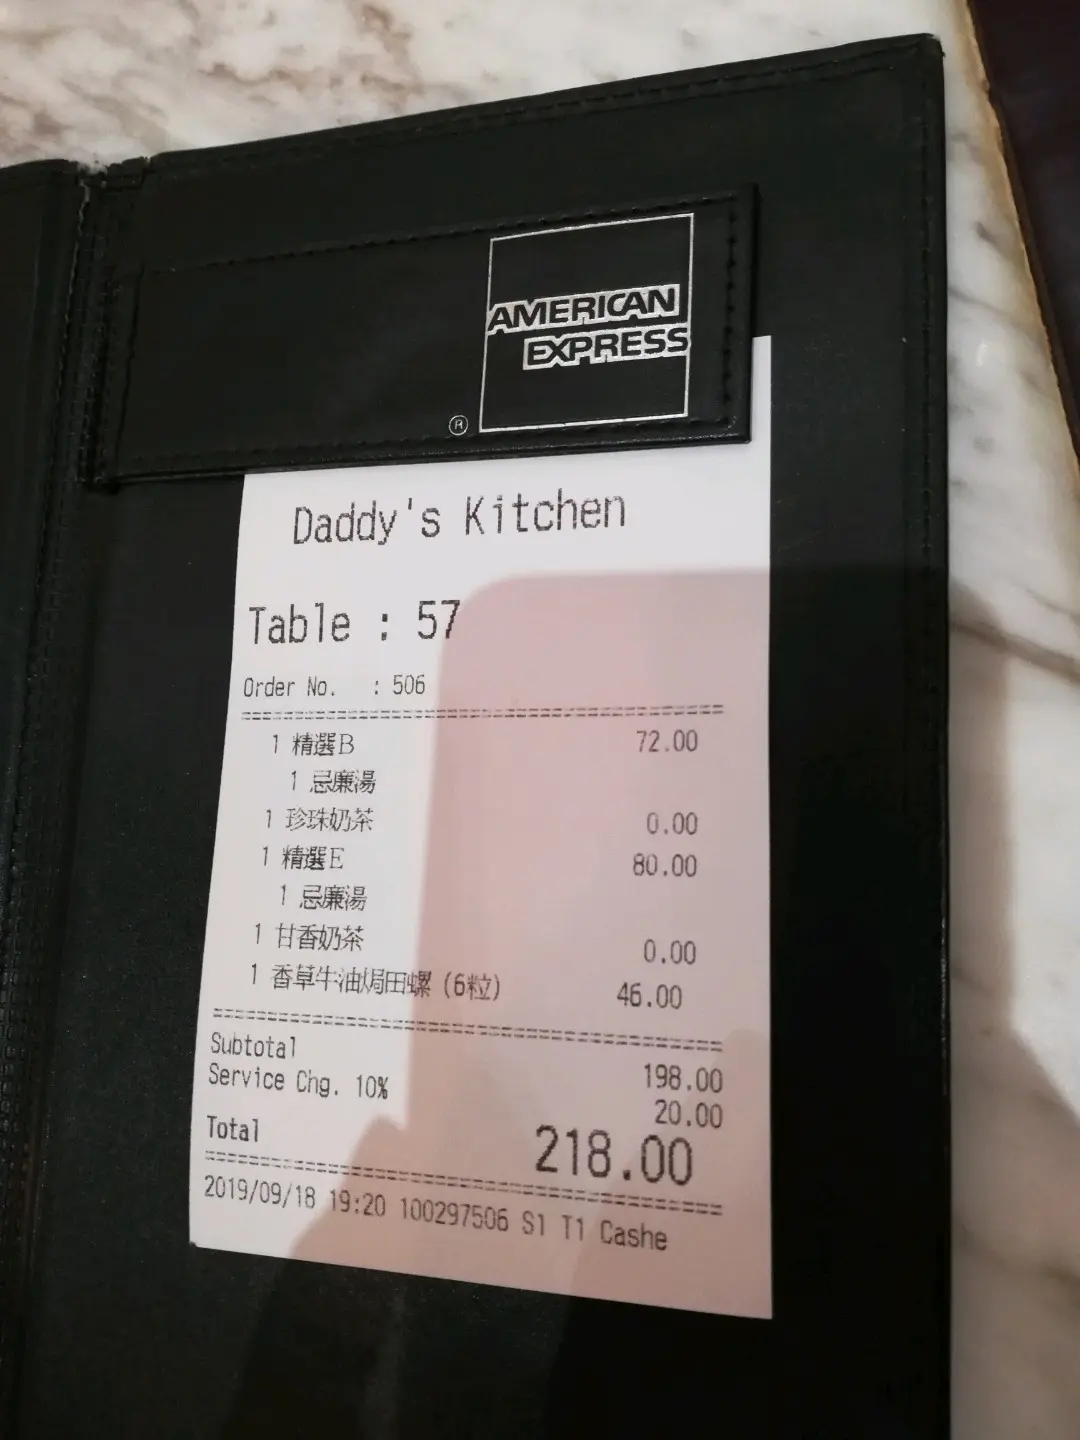 AMERICAN
EXPRESS
®
Daddy's Kitchen
Table : 57
Order No. : 506
1 精選B 72.00
1 忌廉湯
1 珍珠奶茶 0.00
1 精選E 80.00
1 忌廉湯
1 甘香奶茶 0.00
1 香草牛油焗田螺 (6粒) 46.00
Subtotal 198.00
Service Chg. 10% 20.00
Total 218.00
2019/09/18 19:20 100297506 S1 T1 Cashe